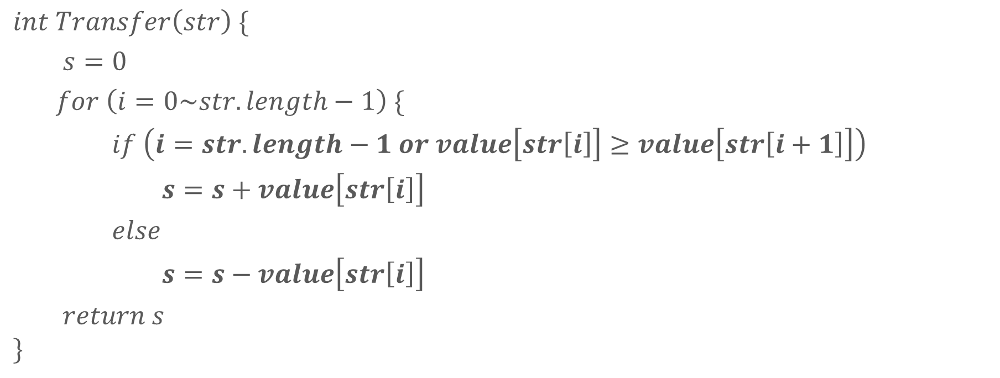 int Transfer(str) {
s = 0
for (i = 0~str.length − 1) {
if (i = str.length − 1 or value[str[i]] ≥ value[str[i + 1]])
s = s + value[str[i]]
else
s = s − value[str[i]]
return s
}